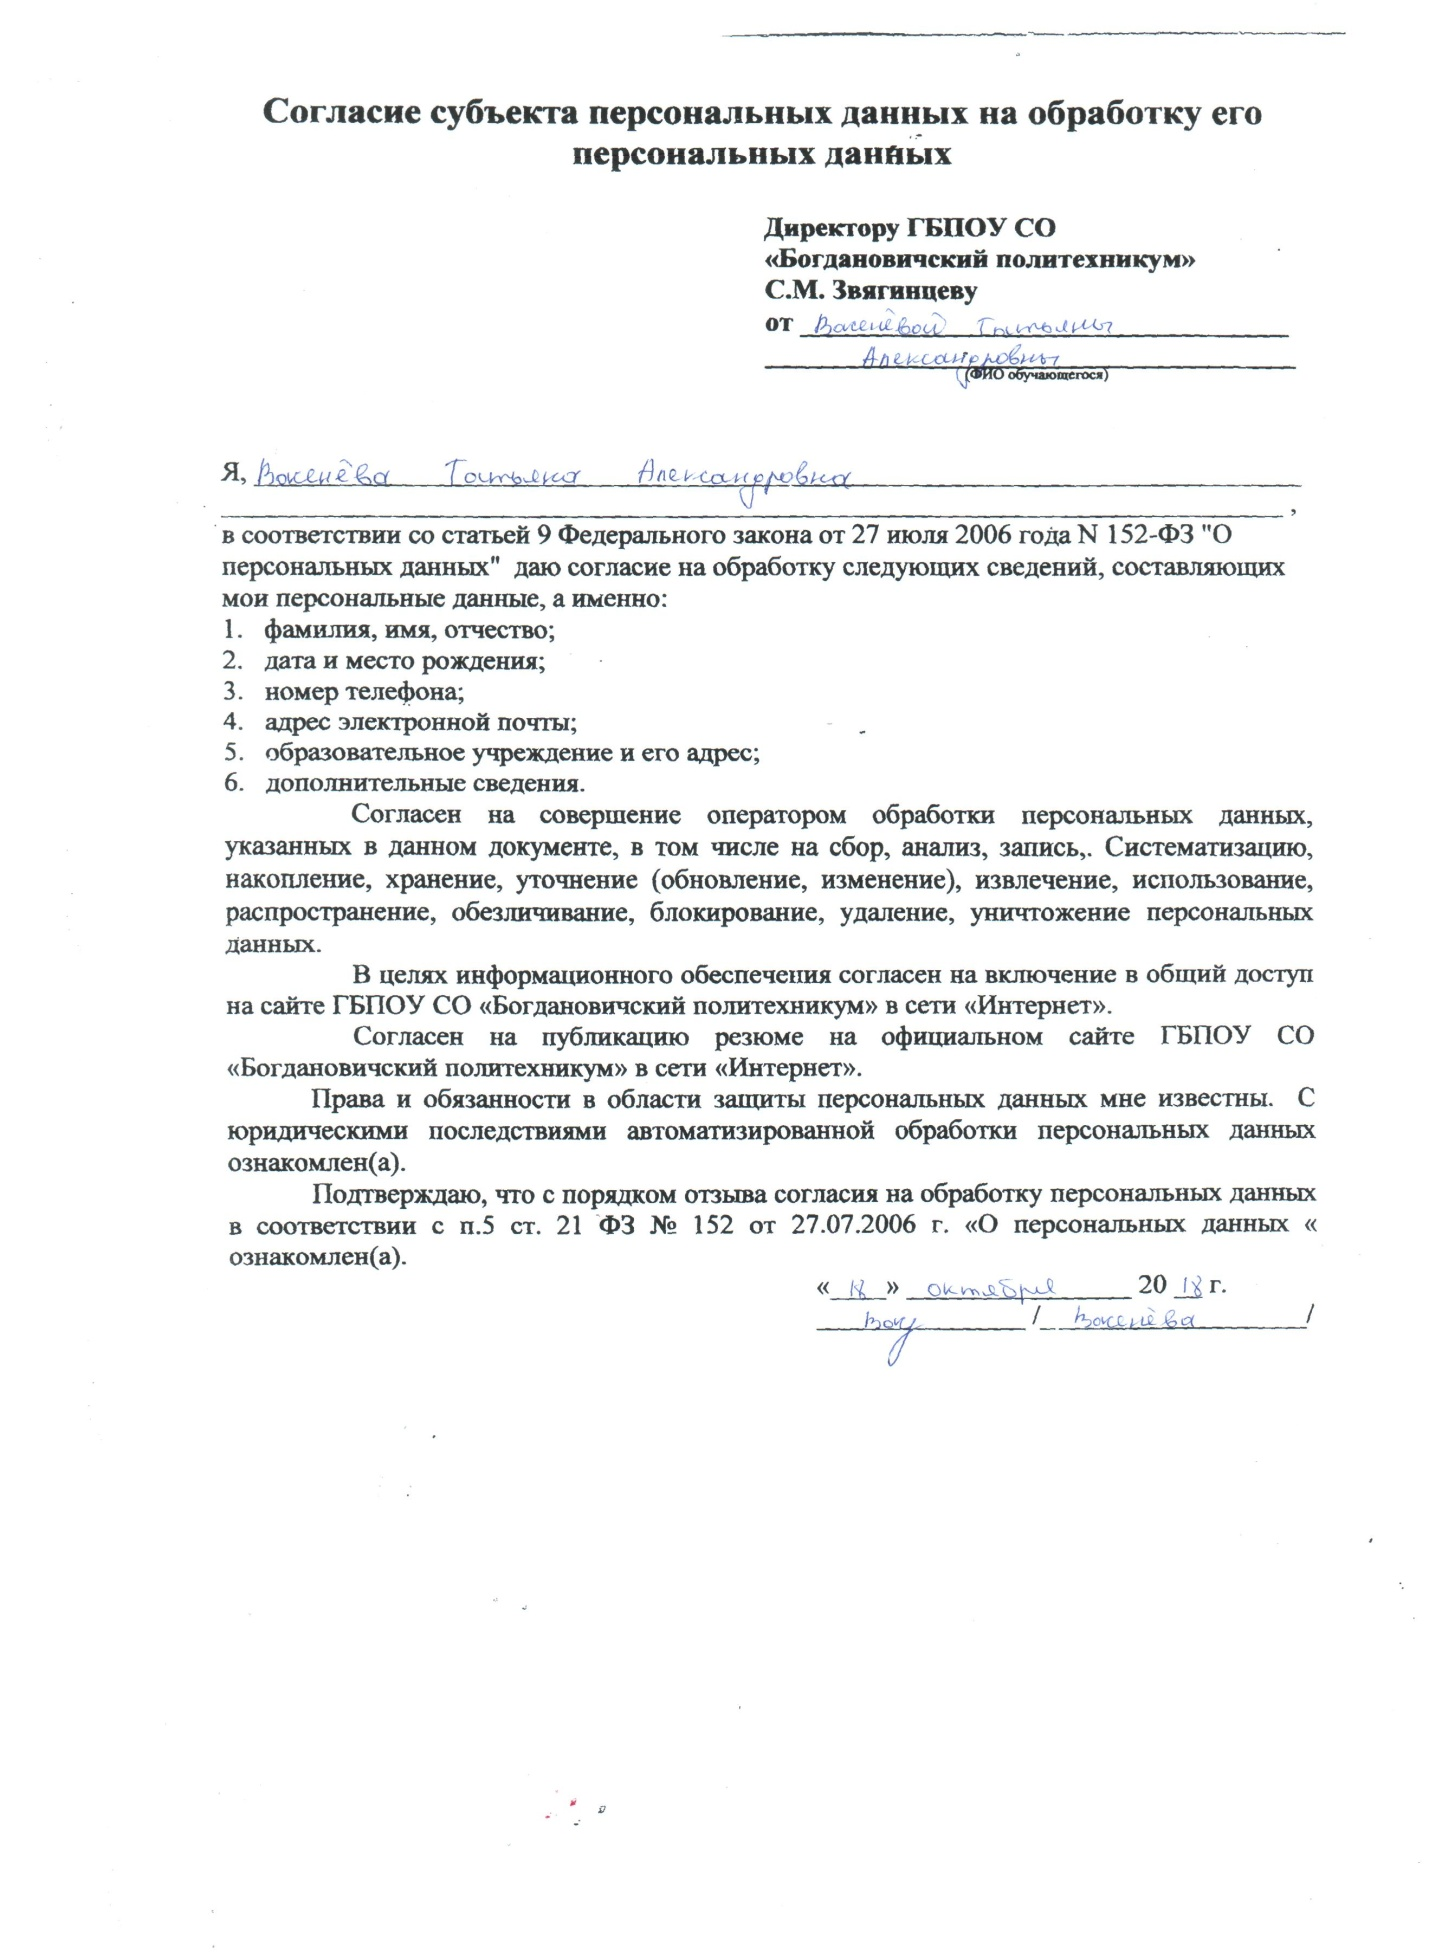 Согласие субъекта персональных данных на обработку его
персональных данных
Директору ГБПОУ СО
«Богдановичский политехникум»
С.М. Звягинцеву
от Важенёвой Татьяны
Александровны
(ФИО обучающегося)
Я, Важенёва Татьяна Александровна
,
в соответствии со статьей 9 Федерального закона от 27 июля 2006 года N 152-ФЗ "О
персональных данных" даю согласие на обработку следующих сведений, составляющих
мои персональные данные, а именно:
1. фамилия, имя, отчество;
2. дата и место рождения;
3. номер телефона;
4. адрес электронной почты;
5. образовательное учреждение и его адрес;
6. дополнительные сведения.
Согласен на совершение оператором обработки персональных данных,
указанных в данном документе, в том числе на сбор, анализ, запись,. Систематизацию,
накопление, хранение, уточнение (обновление, изменение), извлечение, использование,
распространение, обезличивание, блокирование, удаление, уничтожение персональных
данных.
В целях информационного обеспечения согласен на включение в общий доступ
на сайте ГБПОУ СО «Богдановичский политехникум» в сети «Интернет».
Согласен на публикацию резюме на официальном сайте ГБПОУ СО
«Богдановичский политехникум» в сети «Интернет».
Права и обязанности в области защиты персональных данных мне известны. С
юридическими последствиями автоматизированной обработки персональных данных
ознакомлен(а).
Подтверждаю, что с порядком отзыва согласия на обработку персональных данных
в соответствии с п.5 ст. 21 ФЗ № 152 от 27.07.2006 г. «О персональных данных «
ознакомлен(а).
«18» октября 20 18 г.
/ Важенёва /